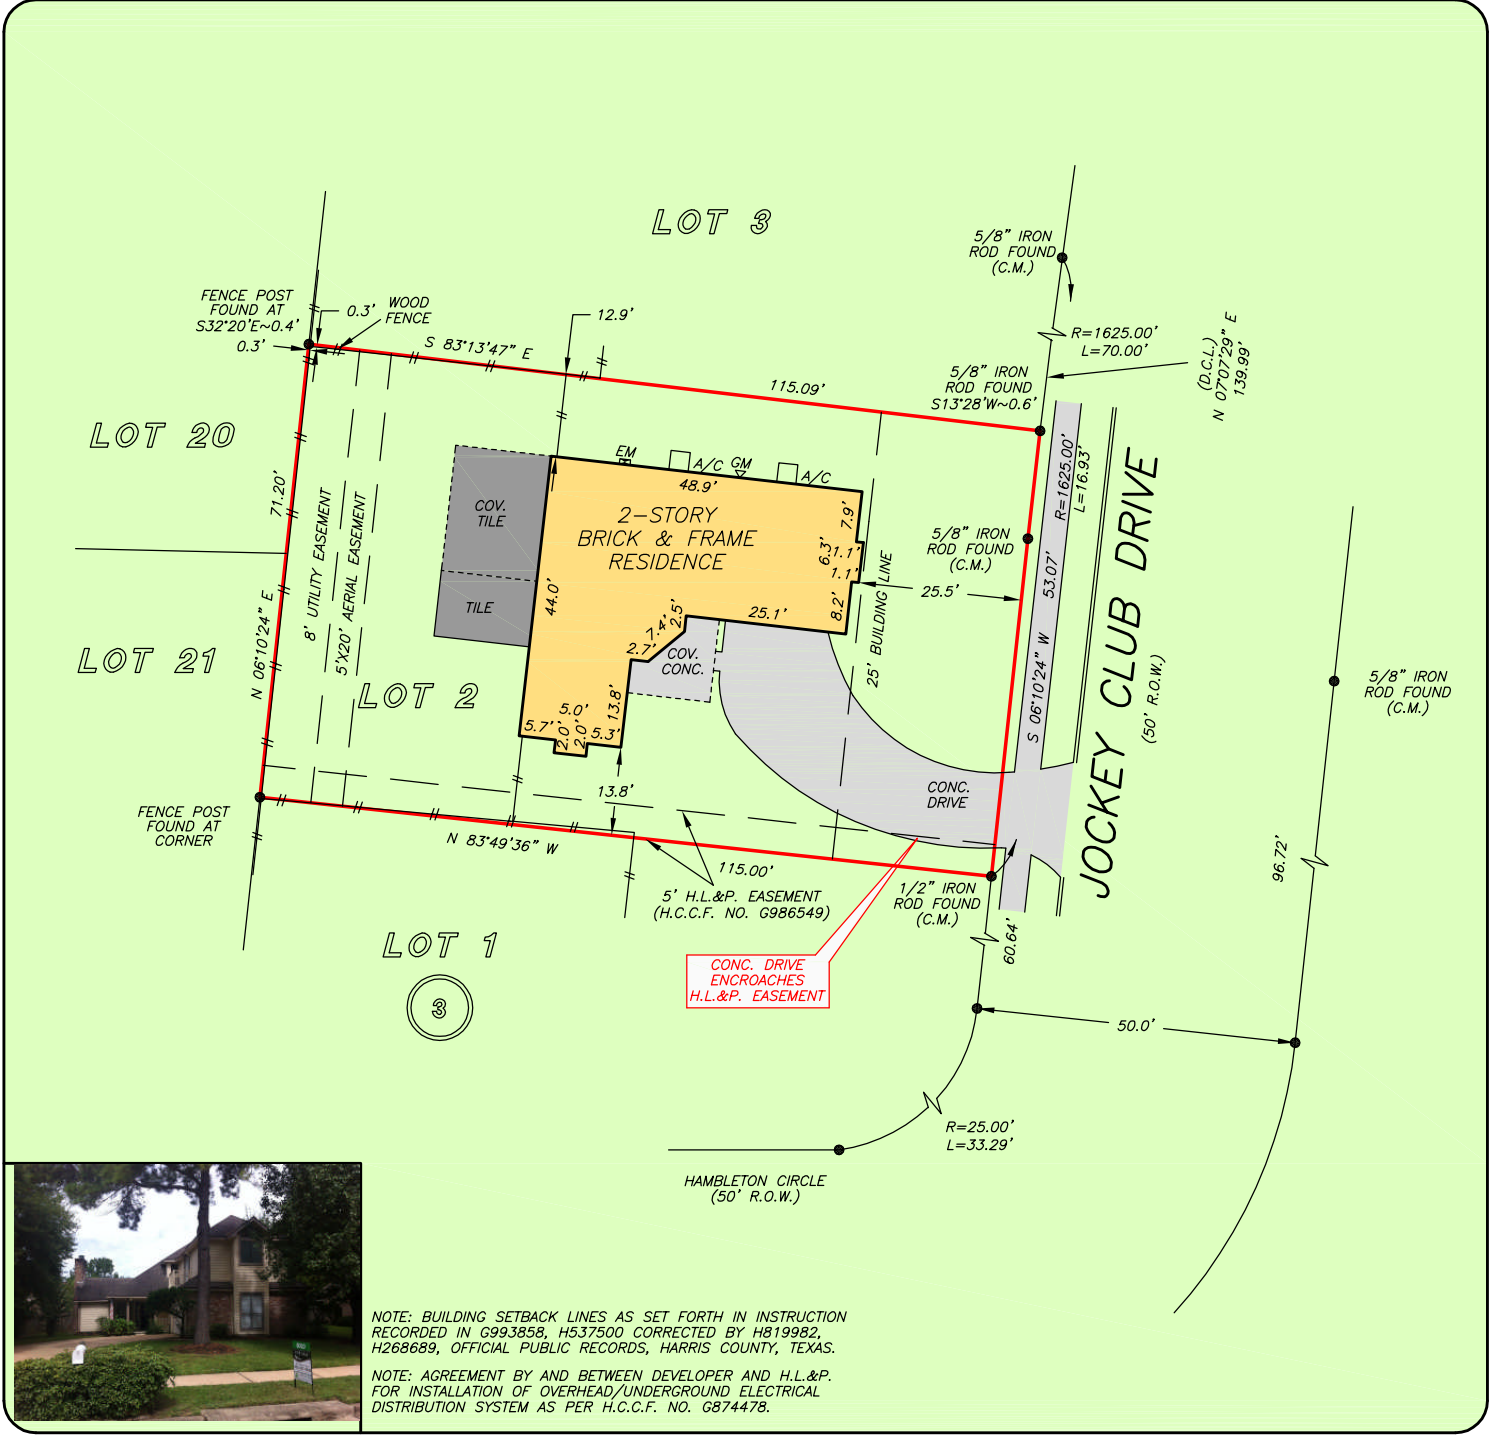 LOT 3
5/8" IRON
ROD FOUND
(C.M.)
FENCE POST
FOUND AT
S32°20'E~0.4'
0.3'
0.3'
WOOD
FENCE
12.9'
S 83°13'47" E
115.09'
R=1625.00'
L=70.00'
(D.C.L.)
N 07°07'29" E
139.99'
5/8" IRON
ROD FOUND
S13°28'W~0.6'
LOT 20
71.20'
N 06°10'24" E
LOT 21
8' UTILITY EASEMENT
5'X20' AERIAL EASEMENT
COV.
TILE
TILE
EM
A/C
GM
A/C
48.9'
2-STORY
BRICK & FRAME
RESIDENCE
7.9'
6.3'
1.1'
1.1'
8.2'
44.0'
25.1'
2.5'
7.4'
2.7'
13.8'
5.0'
5.7'
2.0'
2.0'
5.3'
COV.
CONC.
25' BUILDING LINE
25.5'
5/8" IRON
ROD FOUND
(C.M.)
R=1625.00'
L=16.93'
53.07'
S 06°10'24" W
JOCKEY CLUB DRIVE
(50' R.O.W.)
5/8" IRON
ROD FOUND
(C.M.)
LOT 2
CONC.
DRIVE
13.8'
FENCE POST
FOUND AT
CORNER
N 83°49'36" W
115.00'
5' H.L.&P. EASEMENT
(H.C.C.F. NO. G986549)
1/2" IRON
ROD FOUND
(C.M.)
96.72'
60.64'
LOT 1
3
CONC. DRIVE
ENCROACHES
H.L.&P. EASEMENT
50.0'
R=25.00'
L=33.29'
HAMBLETON CIRCLE
(50' R.O.W.)
NOTE: BUILDING SETBACK LINES AS SET FORTH IN INSTRUCTION
RECORDED IN G993858, H537500 CORRECTED BY H819982,
H268689, OFFICIAL PUBLIC RECORDS, HARRIS COUNTY, TEXAS.
NOTE: AGREEMENT BY AND BETWEEN DEVELOPER AND H.L.&P.
FOR INSTALLATION OF OVERHEAD/UNDERGROUND ELECTRICAL
DISTRIBUTION SYSTEM AS PER H.C.C.F. NO. G874478.